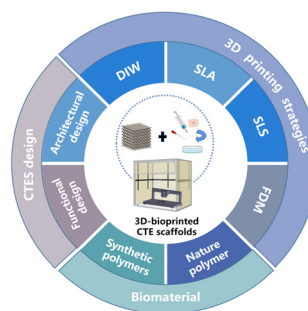 3D printing strategies
DIW
SLA
SLS
FDM
CTES design
Architectural
design
Functional
design
Synthetic
polymers
Nature
polymer
Biomaterial
3D-bioprinted
CTE scaffolds